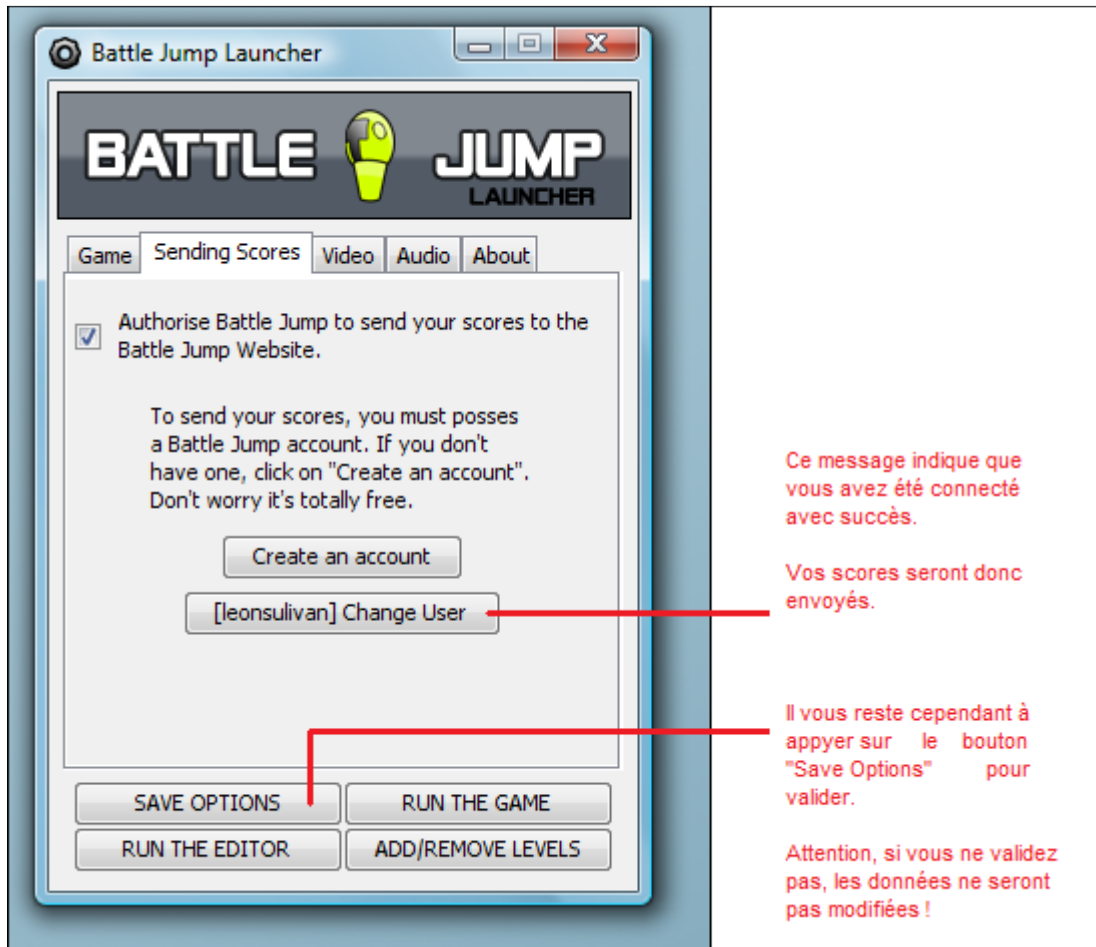 Battle Jump Launcher
BATTLE JUMP
LAUNCHER
Game Sending Scores Video Audio About
Authorise Battle Jump to send your scores to the
Battle Jump Website.
To send your scores, you must posses
a Battle Jump account. If you don't
have one, click on "Create an account".
Don't worry it's totally free.
Create an account
[leonsulivan] Change User
SAVE OPTIONS RUN THE GAME
RUN THE EDITOR ADD/REMOVE LEVELS
Ce message indique que
vous avez été connecté
avec succès.
Vos scores seront donc
envoyés.
Il vous reste cependant à
appyer sur le bouton
"Save Options" pour
valider.
Attention, si vous ne validez
pas, les données ne seront
pas modifiées !